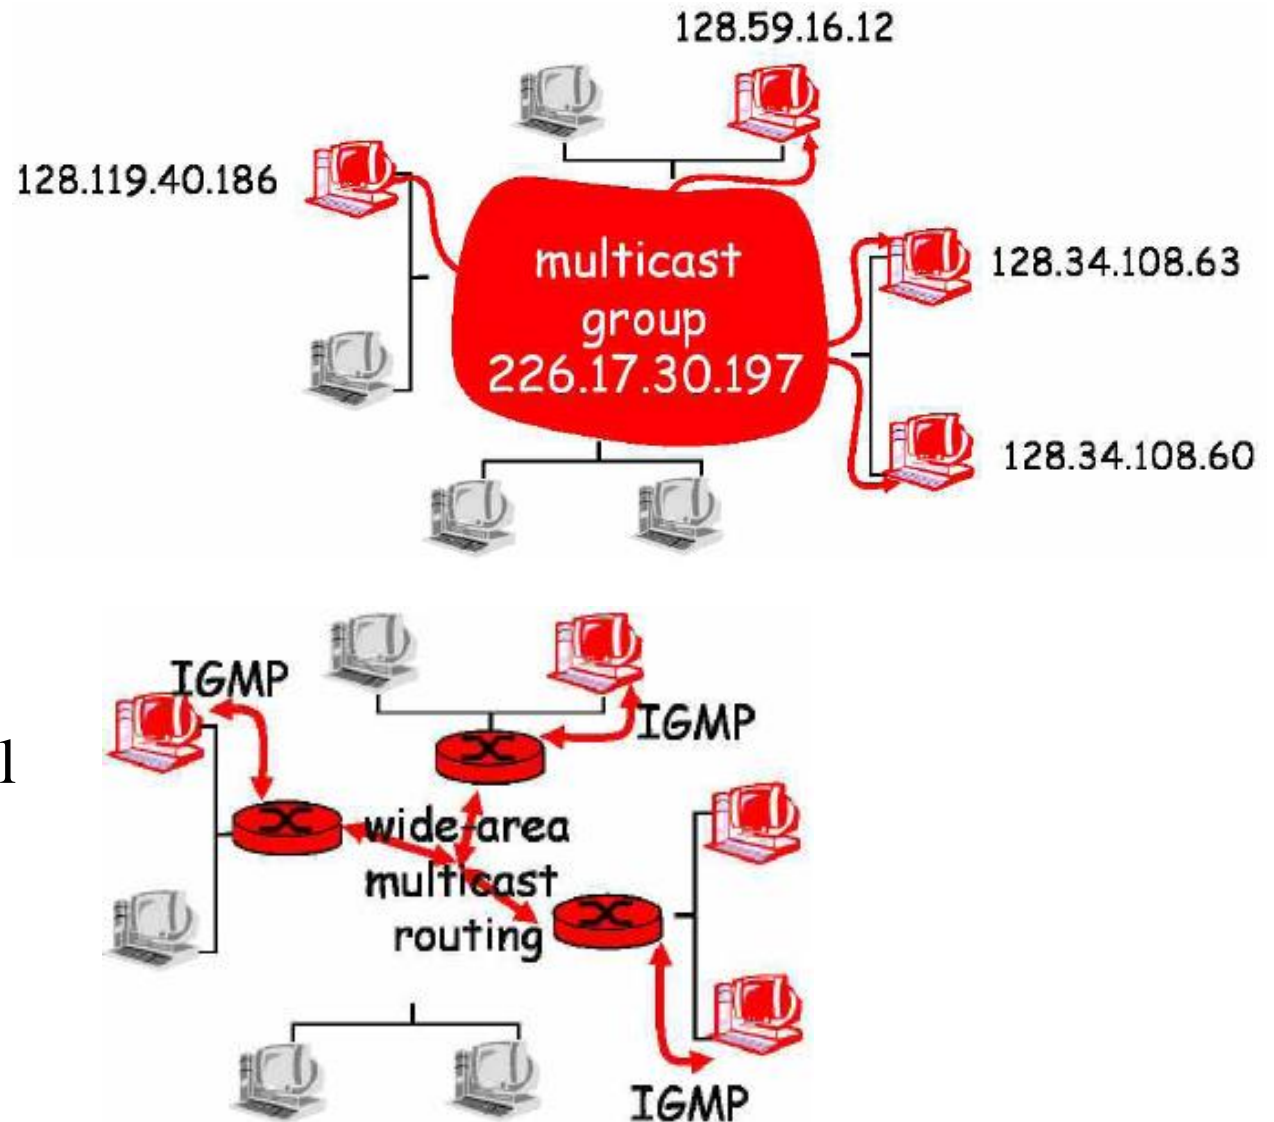 128.59.16.12
128.119.40.186
128.34.108.63
multicast
group
226.17.30.197
128.34.108.60
IGMP
IGMP
l
wide-area
multicast
routing
IGMP